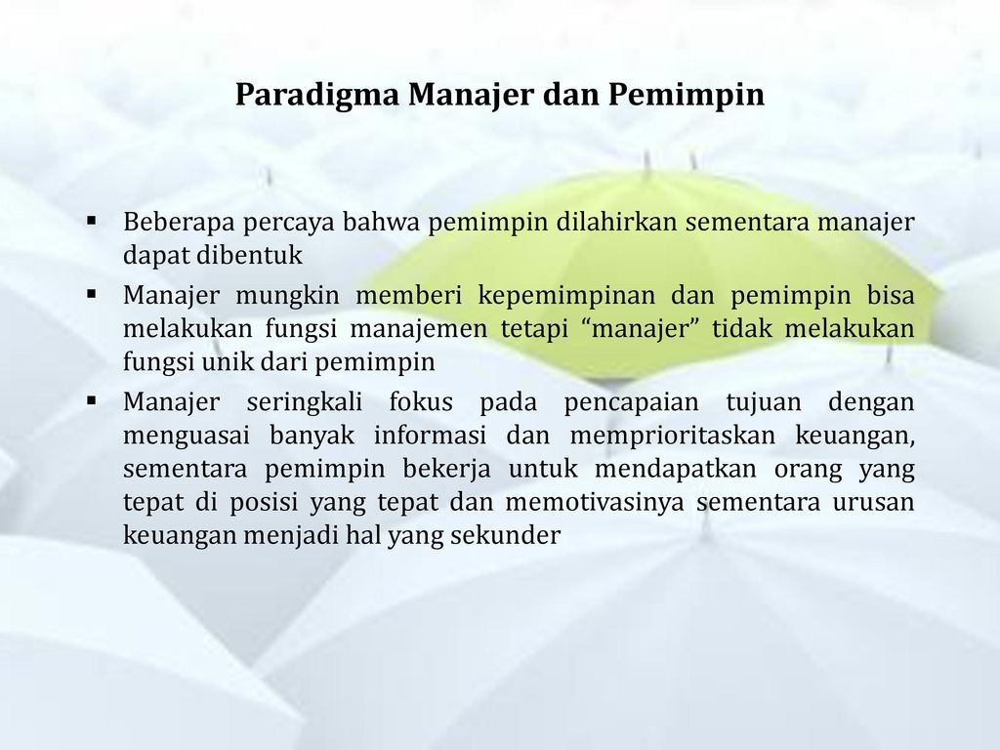 Paradigma Manajer dan Pemimpin
▪ Beberapa percaya bahwa pemimpin dilahirkan sementara manajer
dapat dibentuk
▪ Manajer mungkin memberi kepemimpinan dan pemimpin bisa
melakukan fungsi manajemen tetapi “manajer” tidak melakukan
fungsi unik dari pemimpin
▪ Manajer seringkali fokus pada pencapaian tujuan dengan
menguasai banyak informasi dan memprioritaskan keuangan,
sementara pemimpin bekerja untuk mendapatkan orang yang
tepat di posisi yang tepat dan memotivasinya sementara urusan
keuangan menjadi hal yang sekunder